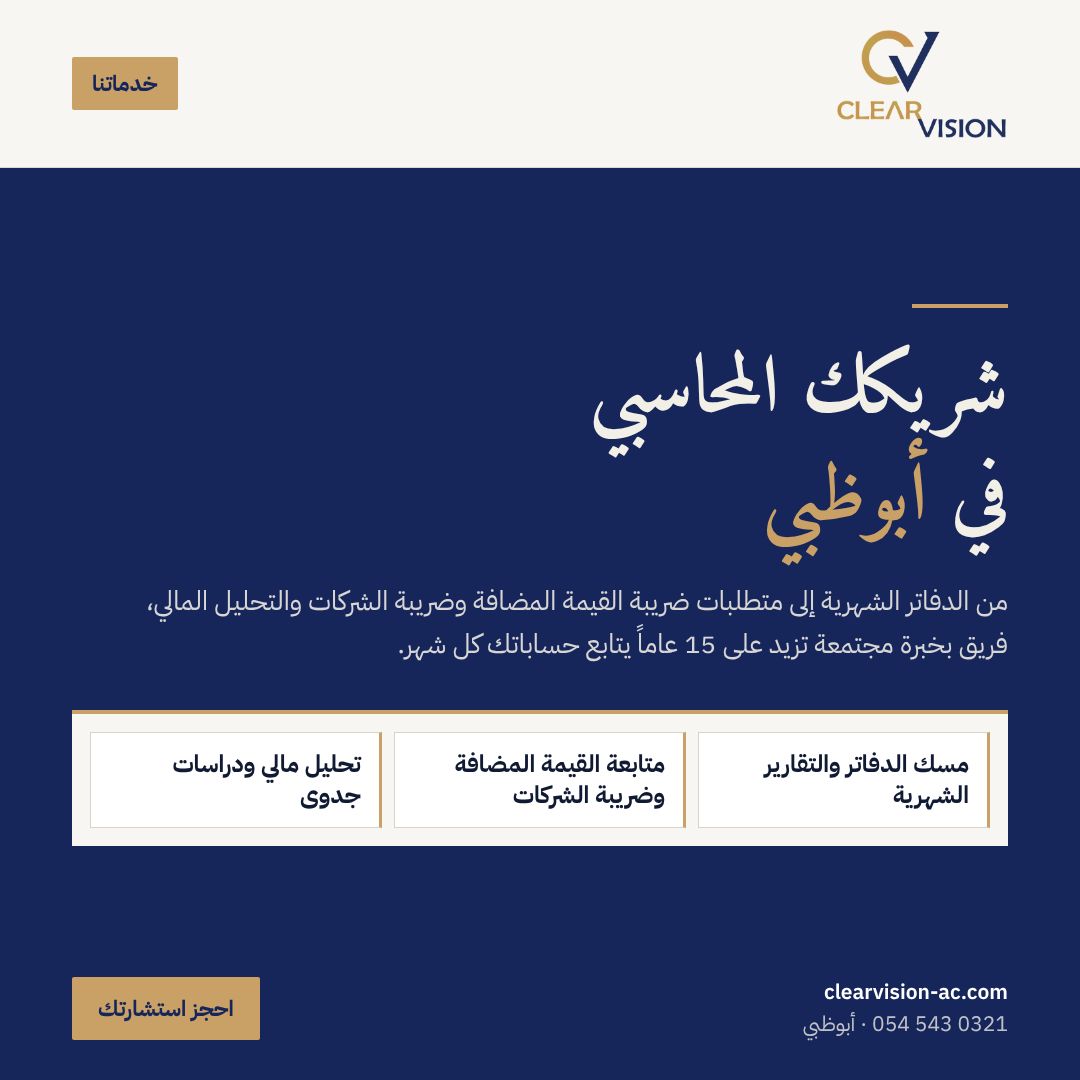 CLEAR
VISION
خدماتنا
شريكك المحاسبي
في أبوظبي
من الدفاتر الشهرية إلى متطلبات ضريبة القيمة المضافة وضريبة الشركات والتحليل المالي،
فريق بخبرة مجتمعة تزيد على 15 عاماً يتابع حساباتك كل شهر.
مسك الدفاتر والتقارير
الشهرية
متابعة القيمة المضافة
وضريبة الشركات
تحليل مالي ودراسات
جدوى
clearvision-ac.com
054 543 0321 · أبوظبي
احجز استشارتك